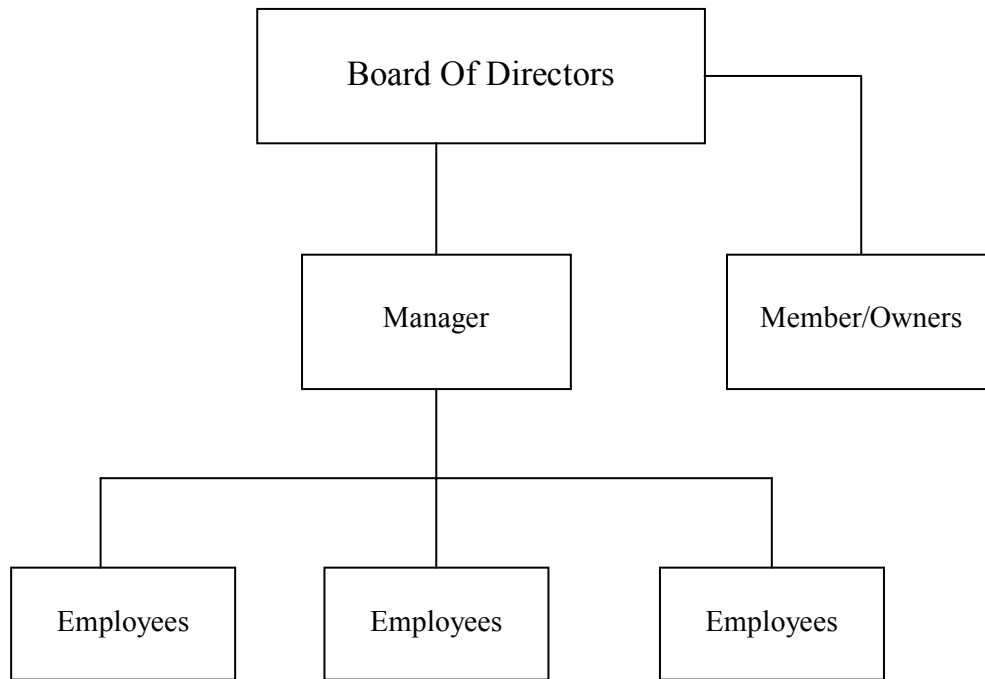 Board Of Directors
Manager
Member/Owners
Employees
Employees
Employees